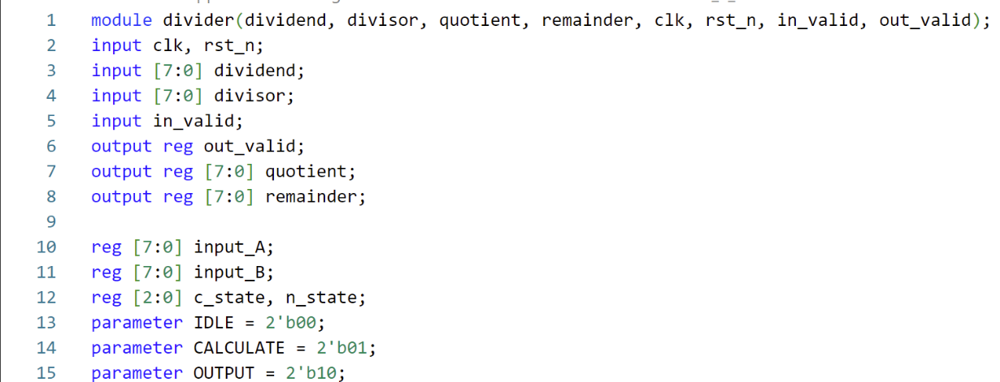 1 module divider(dividend, divisor, quotient, remainder, clk, rst_n, in_valid, out_valid);
2 input clk, rst_n;
3 input [7:0] dividend;
4 input [7:0] divisor;
5 input in_valid;
6 output reg out_valid;
7 output reg [7:0] quotient;
8 output reg [7:0] remainder;
9
10 reg [7:0] input_A;
11 reg [7:0] input_B;
12 reg [2:0] c_state, n_state;
13 parameter IDLE = 2'b00;
14 parameter CALCULATE = 2'b01;
15 parameter OUTPUT = 2'b10;